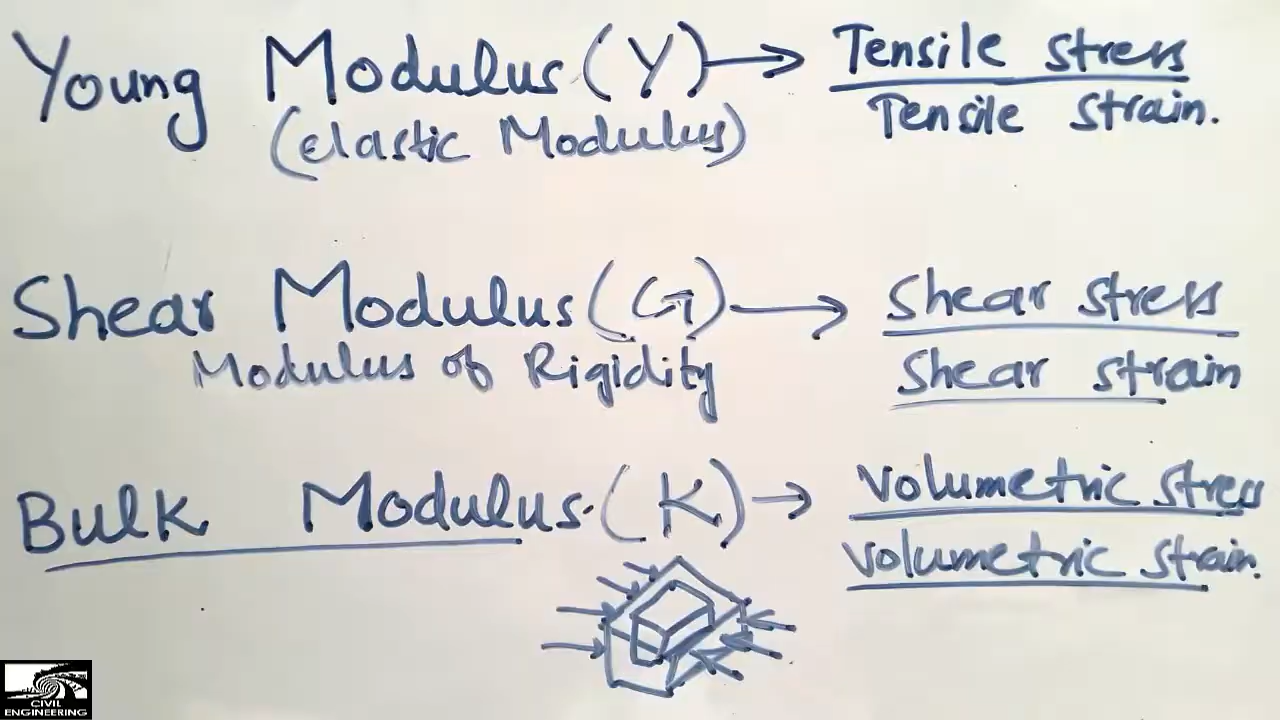 Young Modulus (Y) → Tensile stress
Tensile strain.
(elastic Modulus)
Shear Modulus (G) → Shear stress
Modulus of Rigidity
Shear strain
Bulk Modulus. (K) → Volumetric stress
Volumetric strain.
CIVIL
ENGINEERING